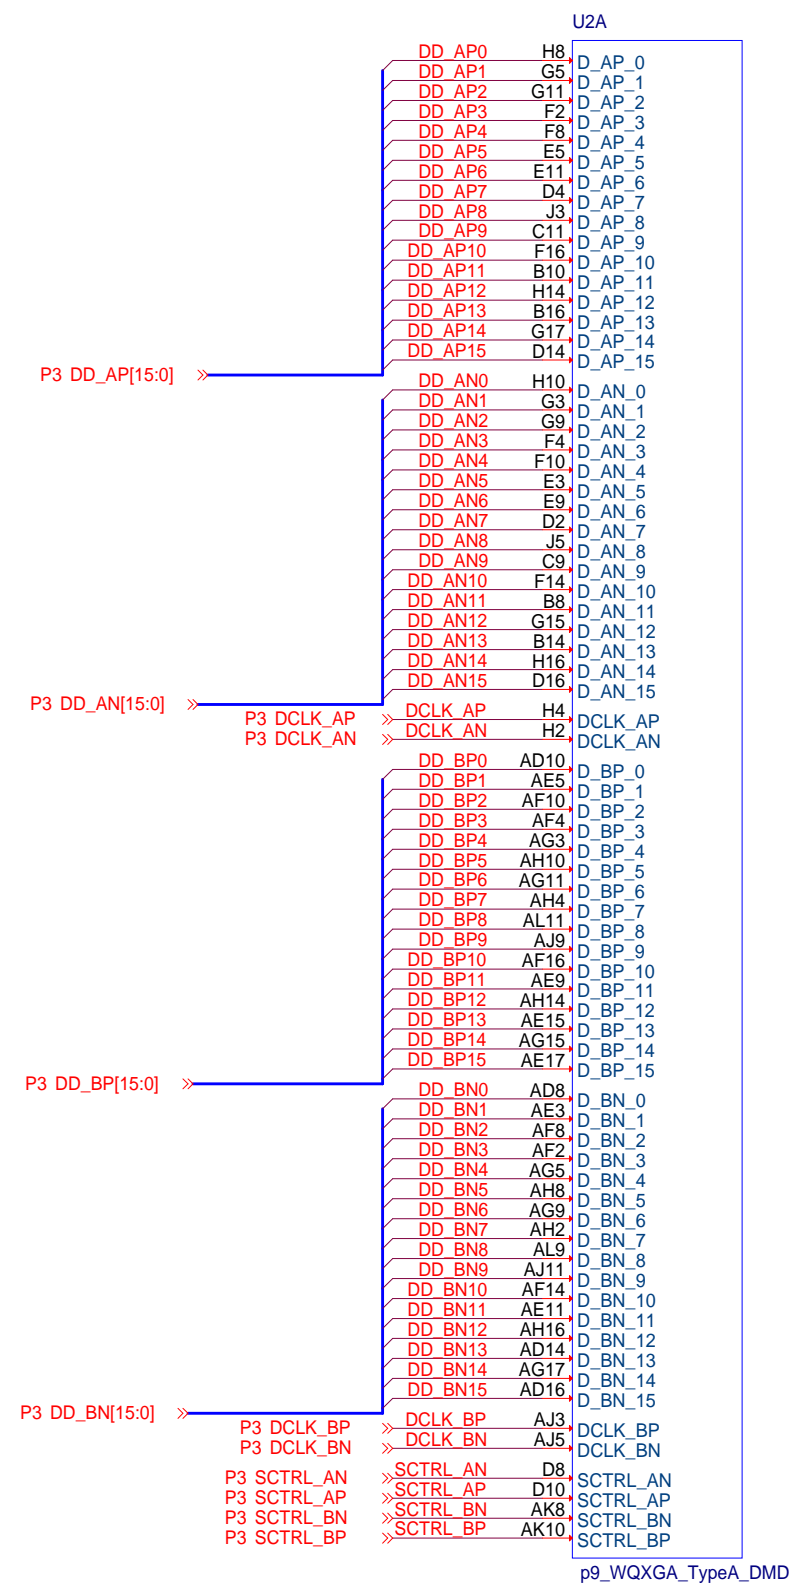 U2A
DD_AP0 H8 D_AP_0
DD_AP1 G5 D_AP_1
DD_AP2 G11 D_AP_2
DD_AP3 F2 D_AP_3
DD_AP4 F8 D_AP_4
DD_AP5 E5 D_AP_5
DD_AP6 E11 D_AP_6
DD_AP7 D4 D_AP_7
DD_AP8 J3 D_AP_8
DD_AP9 C11 D_AP_9
DD_AP10 F16 D_AP_10
DD_AP11 B10 D_AP_11
DD_AP12 H14 D_AP_12
DD_AP13 B16 D_AP_13
DD_AP14 G17 D_AP_14
DD_AP15 D14 D_AP_15
P3 DD_AP[15:0]
DD_AN0 H10 D_AN_0
DD_AN1 G3 D_AN_1
DD_AN2 G9 D_AN_2
DD_AN3 F4 D_AN_3
DD_AN4 F10 D_AN_4
DD_AN5 E3 D_AN_5
DD_AN6 E9 D_AN_6
DD_AN7 D2 D_AN_7
DD_AN8 J5 D_AN_8
DD_AN9 C9 D_AN_9
DD_AN10 F14 D_AN_10
DD_AN11 B8 D_AN_11
DD_AN12 G15 D_AN_12
DD_AN13 B14 D_AN_13
DD_AN14 H16 D_AN_14
DD_AN15 D16 D_AN_15
P3 DD_AN[15:0]
P3 DCLK_AP DCLK_AP H4 DCLK_AP
P3 DCLK_AN DCLK_AN H2 DCLK_AN
DD_BP0 AD10 D_BP_0
DD_BP1 AE5 D_BP_1
DD_BP2 AF10 D_BP_2
DD_BP3 AF4 D_BP_3
DD_BP4 AG3 D_BP_4
DD_BP5 AH10 D_BP_5
DD_BP6 AG11 D_BP_6
DD_BP7 AH4 D_BP_7
DD_BP8 AL11 D_BP_8
DD_BP9 AJ9 D_BP_9
DD_BP10 AF16 D_BP_10
DD_BP11 AE9 D_BP_11
DD_BP12 AH14 D_BP_12
DD_BP13 AE15 D_BP_13
DD_BP14 AG15 D_BP_14
DD_BP15 AE17 D_BP_15
P3 DD_BP[15:0]
DD_BN0 AD8 D_BN_0
DD_BN1 AE3 D_BN_1
DD_BN2 AF8 D_BN_2
DD_BN3 AF2 D_BN_3
DD_BN4 AG5 D_BN_4
DD_BN5 AH8 D_BN_5
DD_BN6 AG9 D_BN_6
DD_BN7 AH2 D_BN_7
DD_BN8 AL9 D_BN_8
DD_BN9 AJ11 D_BN_9
DD_BN10 AF14 D_BN_10
DD_BN11 AE11 D_BN_11
DD_BN12 AH16 D_BN_12
DD_BN13 AD14 D_BN_13
DD_BN14 AG17 D_BN_14
DD_BN15 AD16 D_BN_15
P3 DD_BN[15:0]
P3 DCLK_BP DCLK_BP AJ3 DCLK_BP
P3 DCLK_BN DCLK_BN AJ5 DCLK_BN
P3 SCTRL_AN SCTRL_AN D8 SCTRL_AN
P3 SCTRL_AP SCTRL_AP D10 SCTRL_AP
P3 SCTRL_BN SCTRL_BN AK8 SCTRL_BN
P3 SCTRL_BP SCTRL_BP AK10 SCTRL_BP
p9_WQXGA_TypeA_DMD